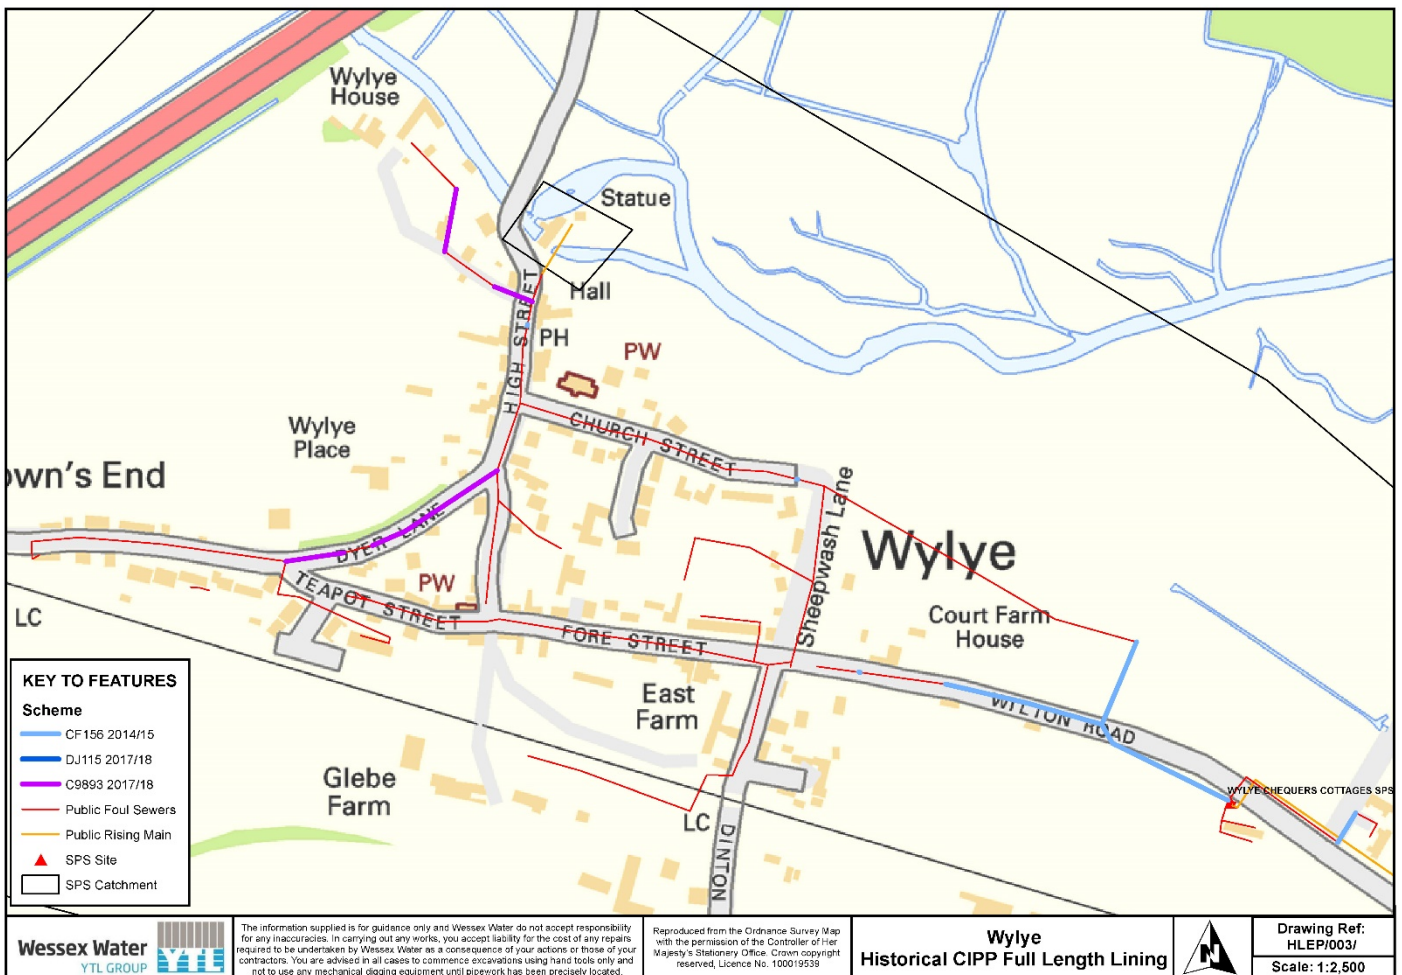 Wylye
House
Statue
Hall
HIGH STREET
PH
PW
CHURCH STREET
Wylye
Place
own's End
DYER LANE
Sheepwash Lane
Wylye
PW
TEAPOT STREET
LC
FORE STREET
Court Farm
House
East
Farm
WILTON ROAD
Glebe
Farm
LC
DINTON
WYLYE CHEQUERS COTTAGES SPS
KEY TO FEATURES
Scheme
CF156 2014/15
DJ115 2017/18
C9893 2017/18
Public Foul Sewers
Public Rising Main
SPS Site
SPS Catchment
Wessex Water
YTL GROUP
YTL
The information supplied is for guidance only and Wessex Water do not accept responsibility
for any inaccuracies. In carrying out any works, you accept liability for the cost of any repairs
required to be undertaken by Wessex Water as a consequence of your actions or those of your
contractors. You are advised in all cases to commence excavations using hand tools only and
not to use any mechanical digging equipment until pipework has been precisely located.
Reproduced from the Ordnance Survey Map
with the permission of the Controller of Her
Majesty's Stationery Office. Crown copyright
reserved, Licence No. 100019539
Wylye
Historical CIPP Full Length Lining
N
Drawing Ref:
HLEP/003/
Scale: 1:2,500